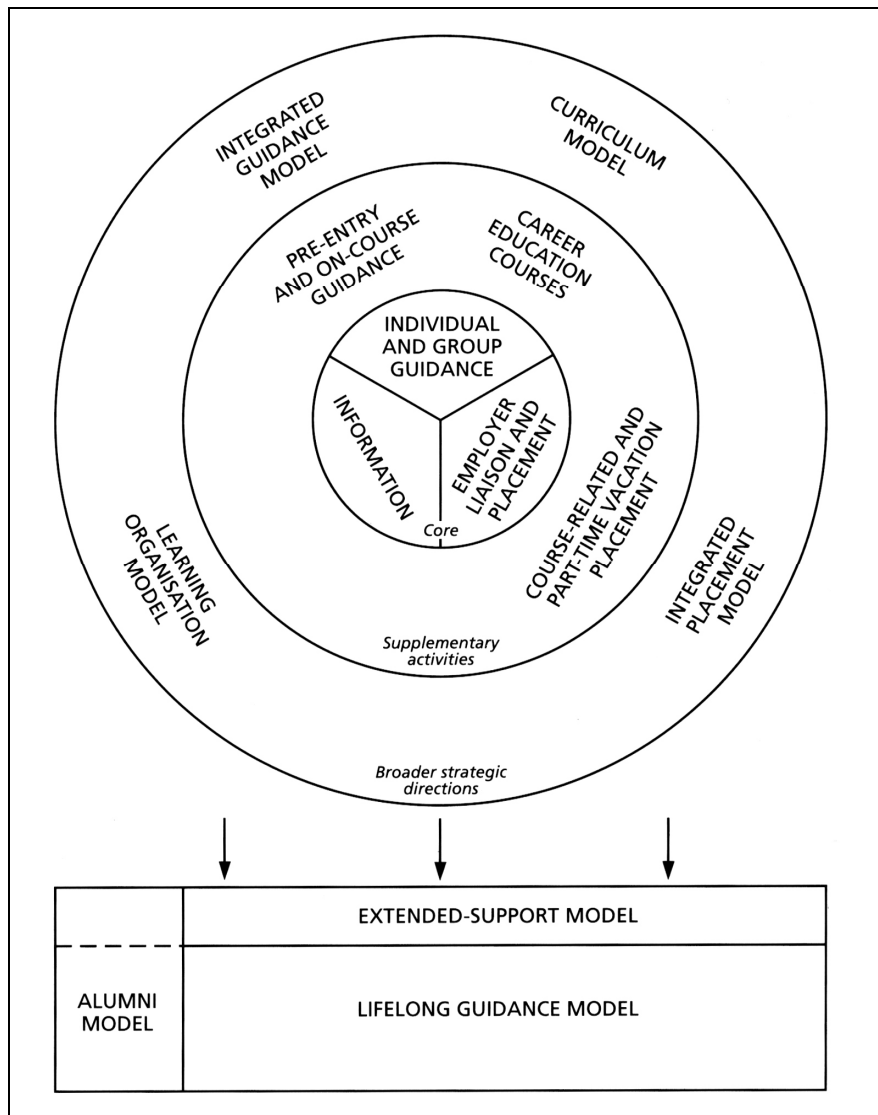 INTEGRATED
GUIDANCE
MODEL
CURRICULUM
MODEL
PRE-ENTRY
AND ON-COURSE
GUIDANCE
CAREER
EDUCATION
COURSES
INDIVIDUAL
AND GROUP
GUIDANCE
INFORMATION
EMPLOYER
LIAISON AND
PLACEMENT
Core
COURSE-RELATED AND
PART-TIME VACATION
PLACEMENT
LEARNING
ORGANISATION
MODEL
INTEGRATED
PLACEMENT
MODEL
Supplementary
activities
Broader strategic
directions
EXTENDED-SUPPORT MODEL
ALUMNI
MODEL
LIFELONG GUIDANCE MODEL